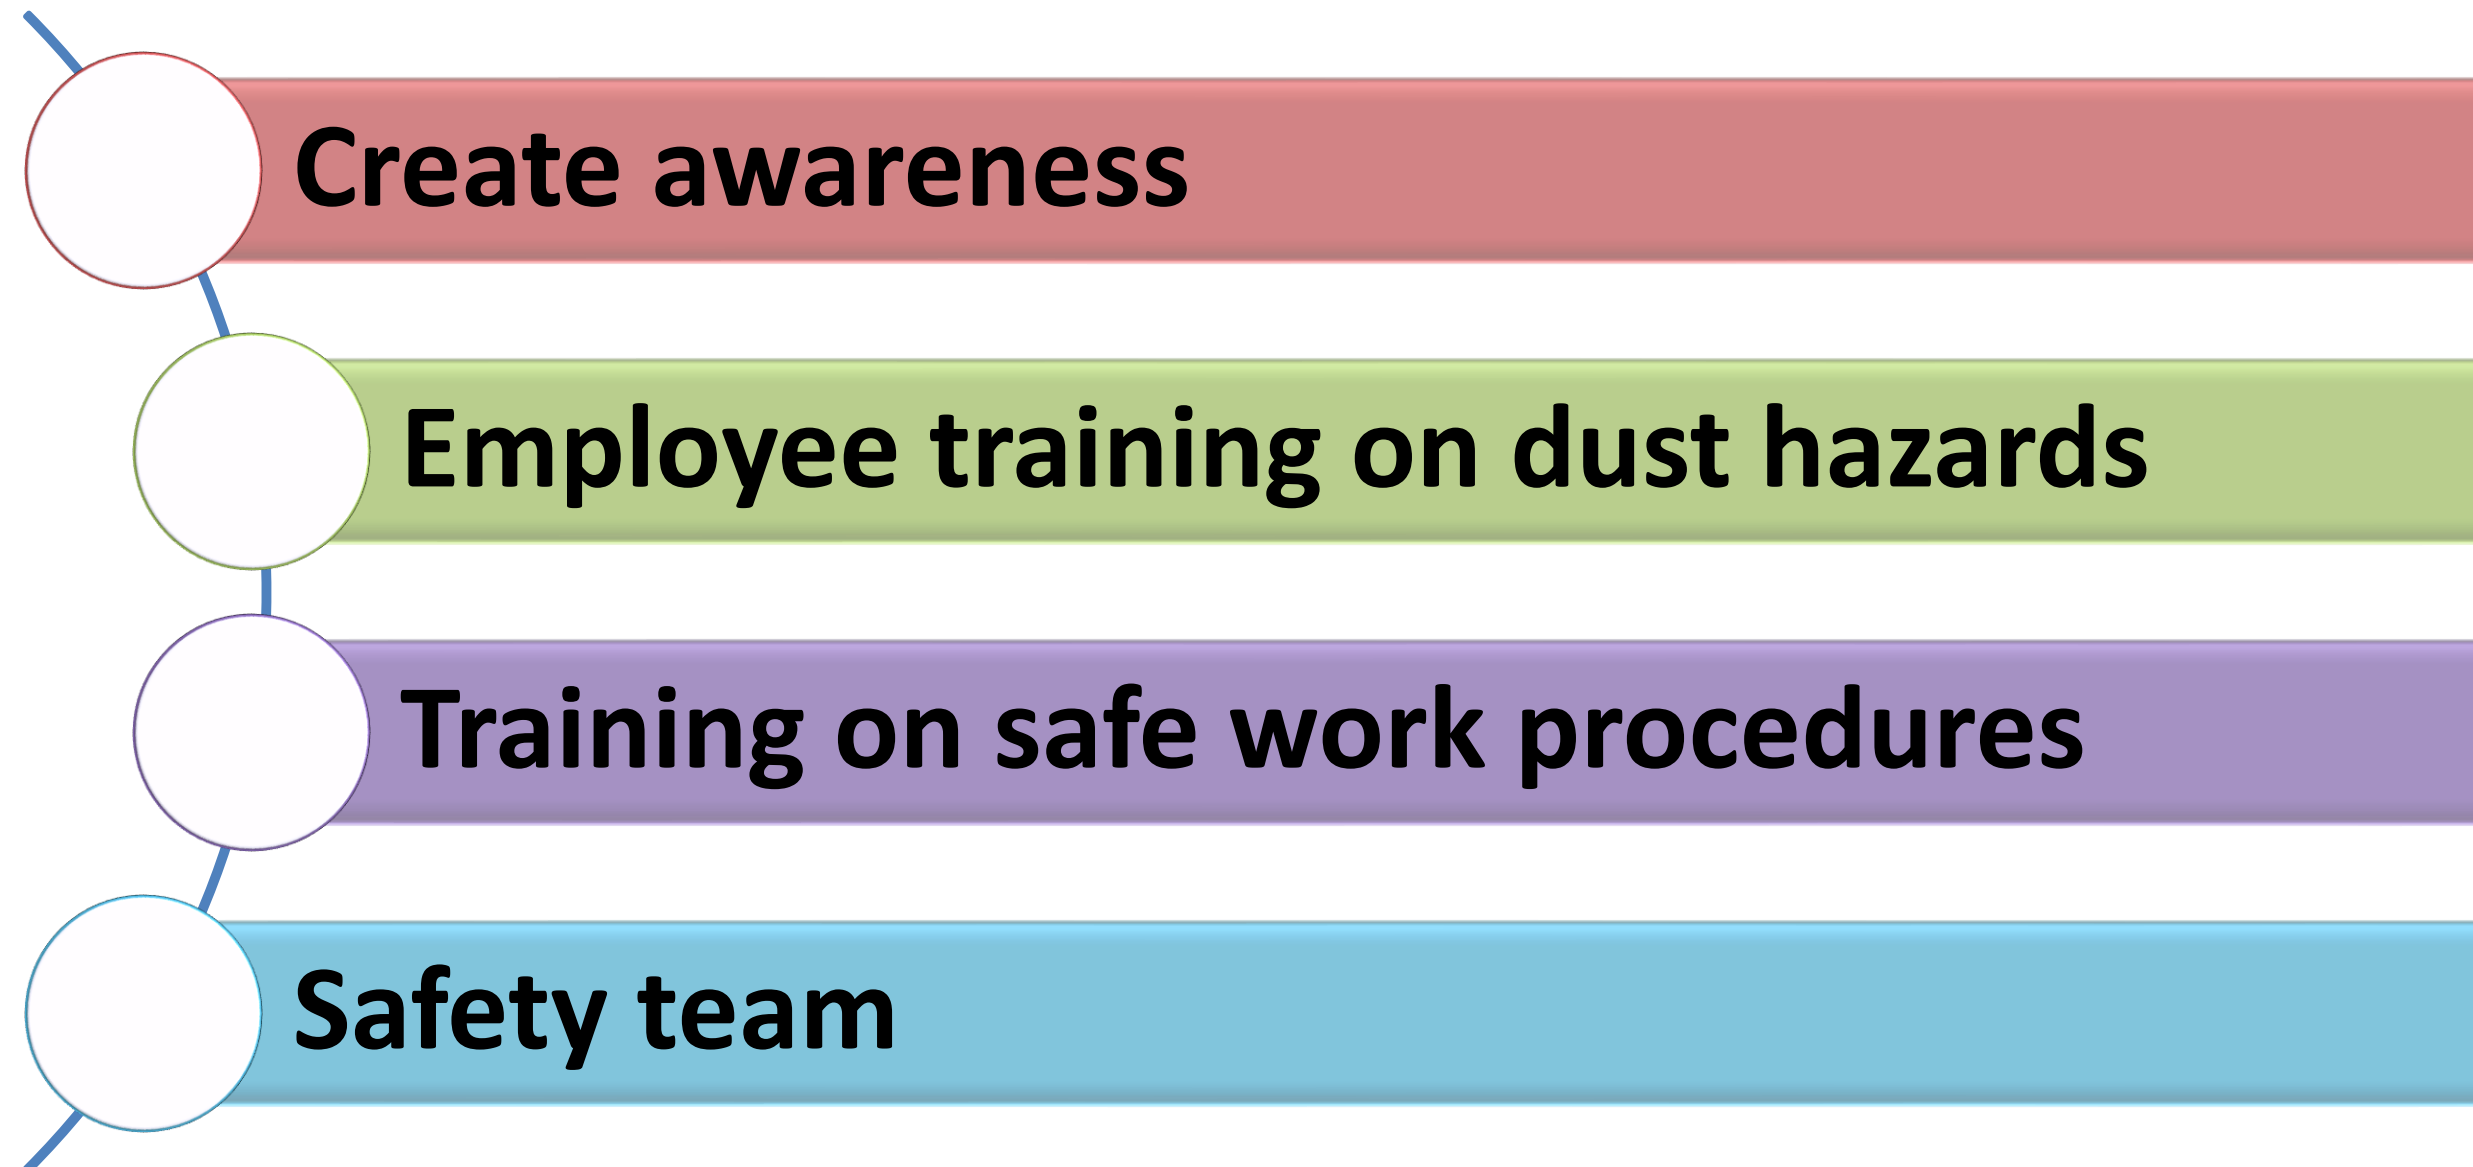 Create awareness
Employee training on dust hazards
Training on safe work procedures
Safety team